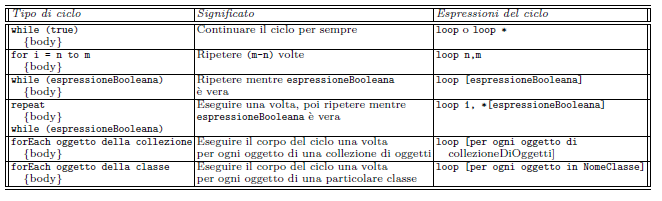 Tipo di ciclo Significato Espressioni del ciclo
while (true) Continuare il ciclo per sempre loop o loop *
{body}
for i = n to m Ripetere (m-n) volte loop n,m
{body}
while (espressioneBooleana) Ripetere mentre espressioneBooleana loop [espressioneBooleana]
{body} è vera
repeat Eseguire una volta, poi ripetere mentre loop 1, *[espressioneBooleana]
{body} espressioneBooleana è vera
while (espressioneBooleana)
forEach oggetto della collezione Eseguire il corpo del ciclo una volta loop [per ogni oggetto di
{body} per ogni oggetto di una collezione di oggetti collezioneDiOggetti]
forEach oggetto della classe Eseguire il corpo del ciclo una volta loop [per ogni oggetto in NomeClasse]
{body} per ogni oggetto di una particolare classe